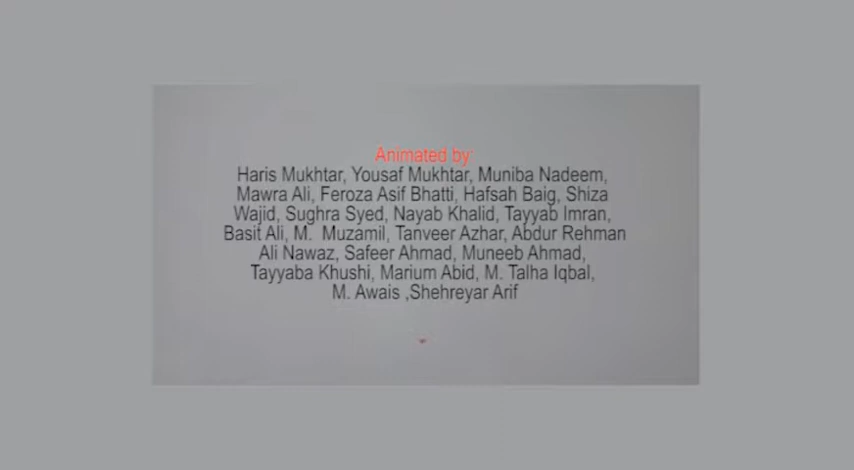 Animated by:
Haris Mukhtar, Yousaf Mukhtar, Muniba Nadeem,
Mawra Ali, Feroza Asif Bhatti, Hafsah Baig, Shiza
Wajid, Sughra Syed, Nayab Khalid, Tayyab Imran,
Basit Ali, M.  Muzamil, Tanveer Azhar, Abdur Rehman
Ali Nawaz, Safeer Ahmad, Muneeb Ahmad,
Tayyaba Khushi, Marium Abid, M. Talha Iqbal,
M. Awais ,Shehreyar Arif